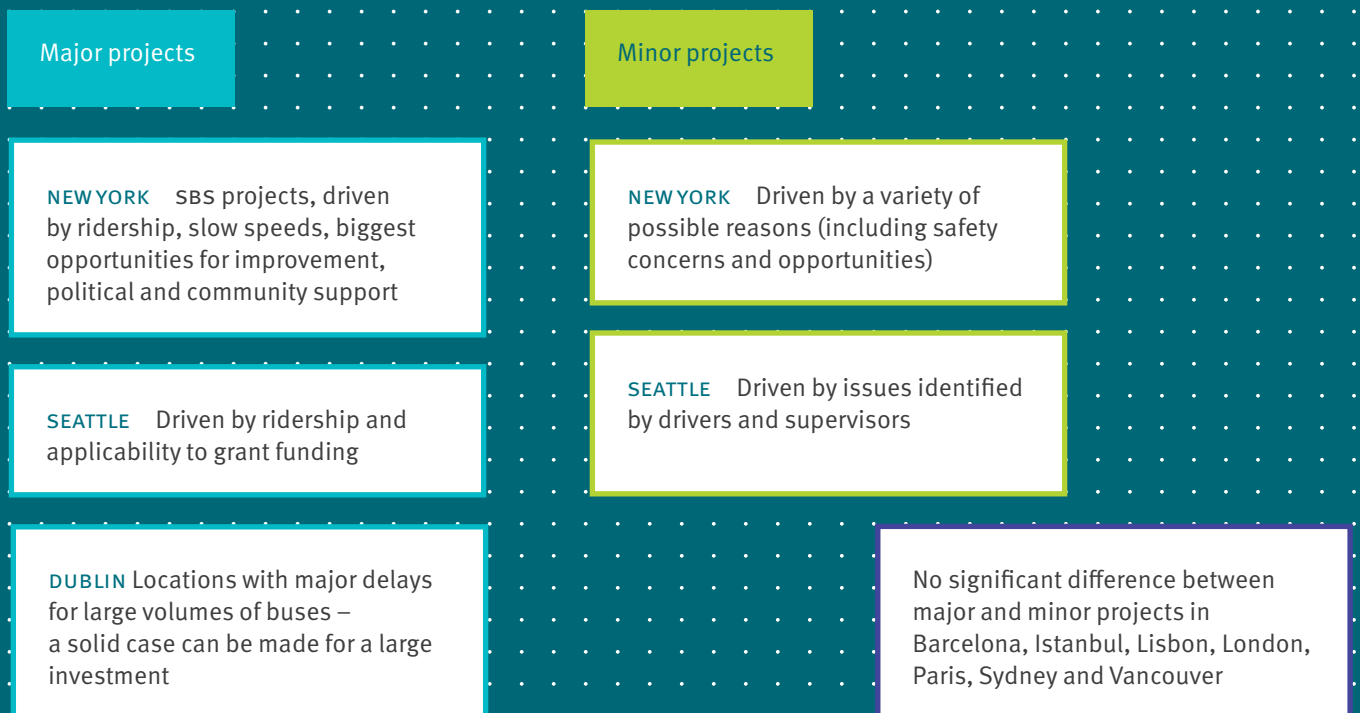 Major projects
Minor projects
NEW YORK SBS projects, driven
by ridership, slow speeds, biggest
opportunities for improvement,
political and community support
NEW YORK Driven by a variety of
possible reasons (including safety
concerns and opportunities)
SEATTLE Driven by ridership and
applicability to grant funding
SEATTLE Driven by issues identified
by drivers and supervisors
DUBLIN Locations with major delays
for large volumes of buses –
a solid case can be made for a large
investment
No significant difference between
major and minor projects in
Barcelona, Istanbul, Lisbon, London,
Paris, Sydney and Vancouver